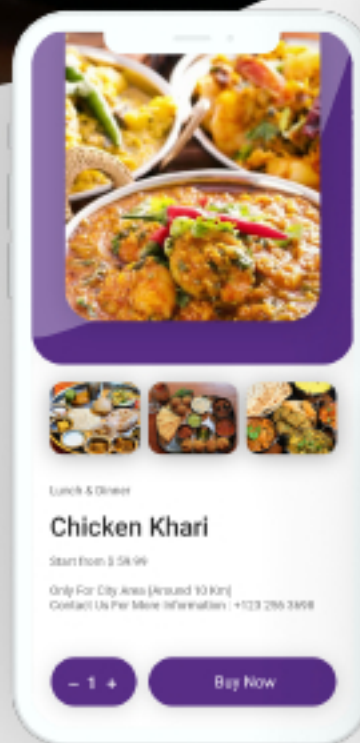 Lunch & Dinner
Chicken Khari
Start from $ 59.99
Only For City Area (Around 10 Km)
Contact Us For More Information : +123 256 3698
– 1 +
Buy Now